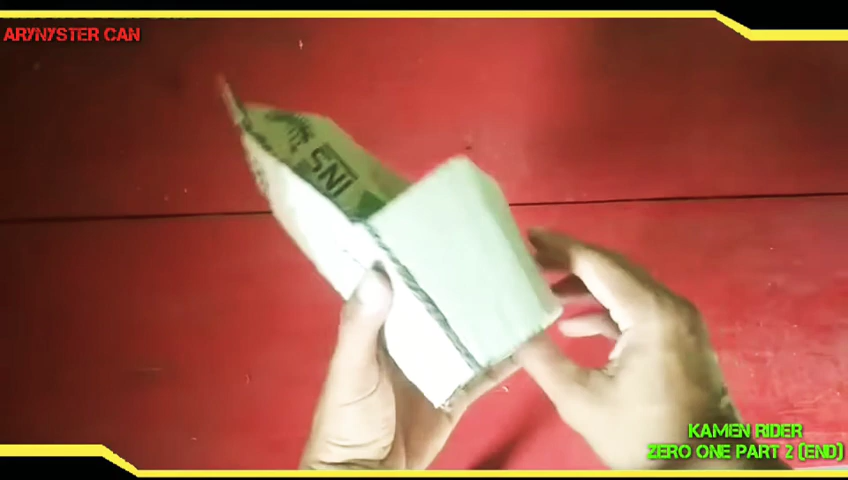 ARYNYSTER CAN
SNI
KAMEN RIDER
ZERO ONE PART 2 (END)